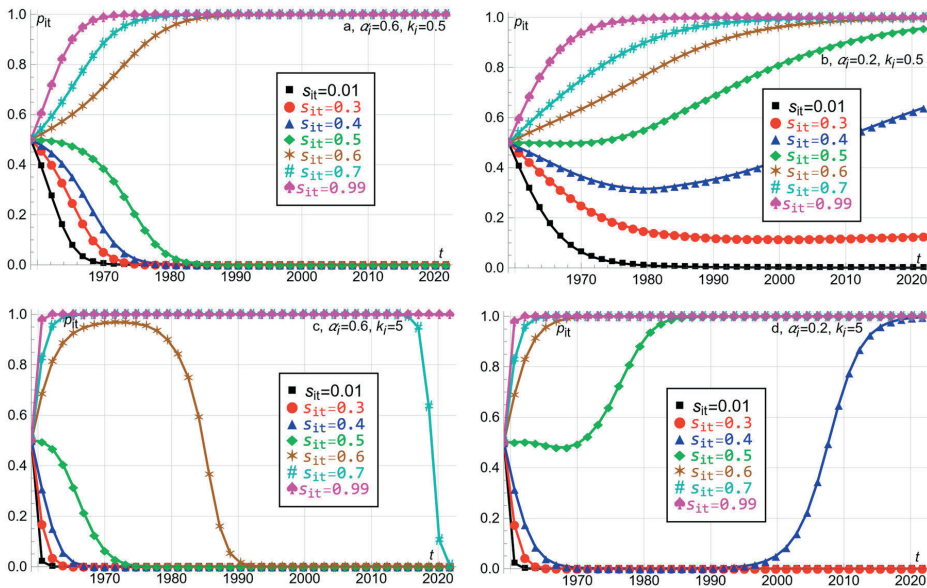 p_it
a, α_i=0.6, k_i=0.5
1.0
0.8
0.6
0.4
0.2
0.0
s_it=0.01
s_it=0.3
s_it=0.4
s_it=0.5
s_it=0.6
s_it=0.7
s_it=0.99
t
1970 1980 1990 2000 2010 2020
p_it
b, α_i=0.2, k_i=0.5
1.0
0.8
0.6
0.4
0.2
0.0
s_it=0.01
s_it=0.3
s_it=0.4
s_it=0.5
s_it=0.6
s_it=0.7
s_it=0.99
t
1970 1980 1990 2000 2010 2020
p_it
c, α_i=0.6, k_i=5
1.0
0.8
0.6
0.4
0.2
0.0
s_it=0.01
s_it=0.3
s_it=0.4
s_it=0.5
s_it=0.6
s_it=0.7
s_it=0.99
t
1970 1980 1990 2000 2010 2020
p_it
d, α_i=0.2, k_i=5
1.0
0.8
0.6
0.4
0.2
0.0
s_it=0.01
s_it=0.3
s_it=0.4
s_it=0.5
s_it=0.6
s_it=0.7
s_it=0.99
t
1970 1980 1990 2000 2010 2020